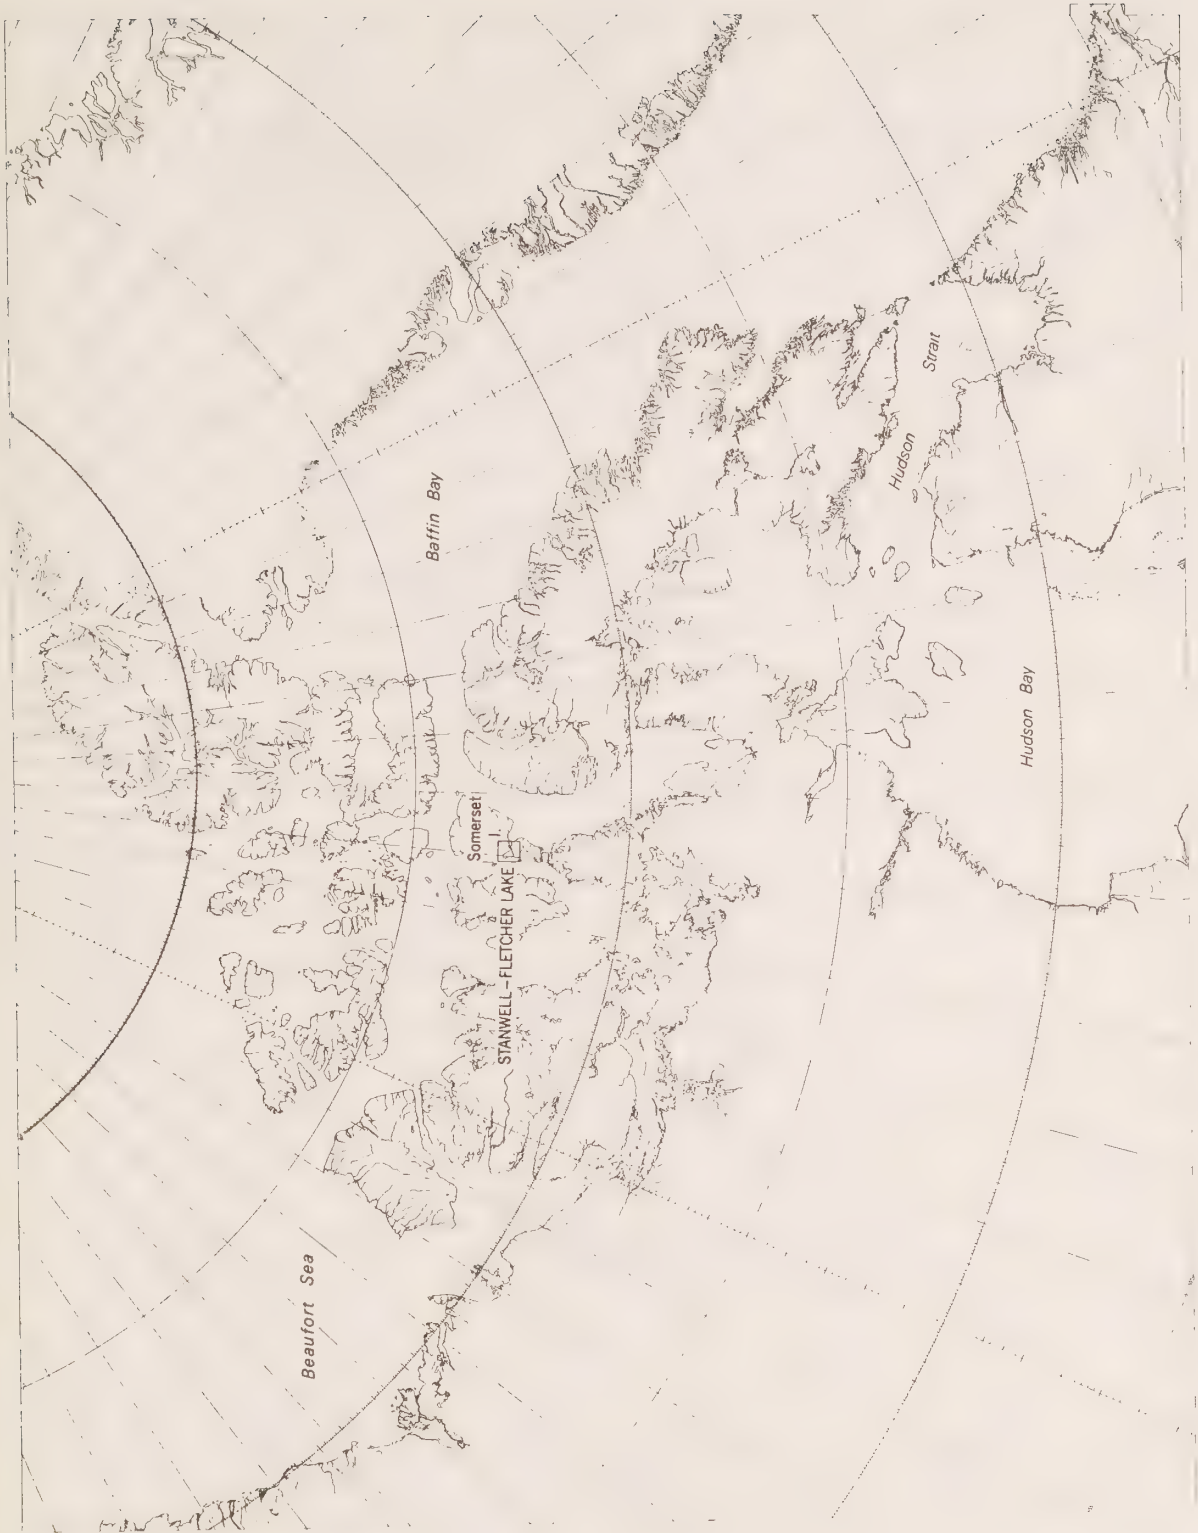 Beaufort Sea
STANWELL-FLETCHER LAKE
Somerset I.
Baffin Bay
Hudson Strait
Hudson Bay